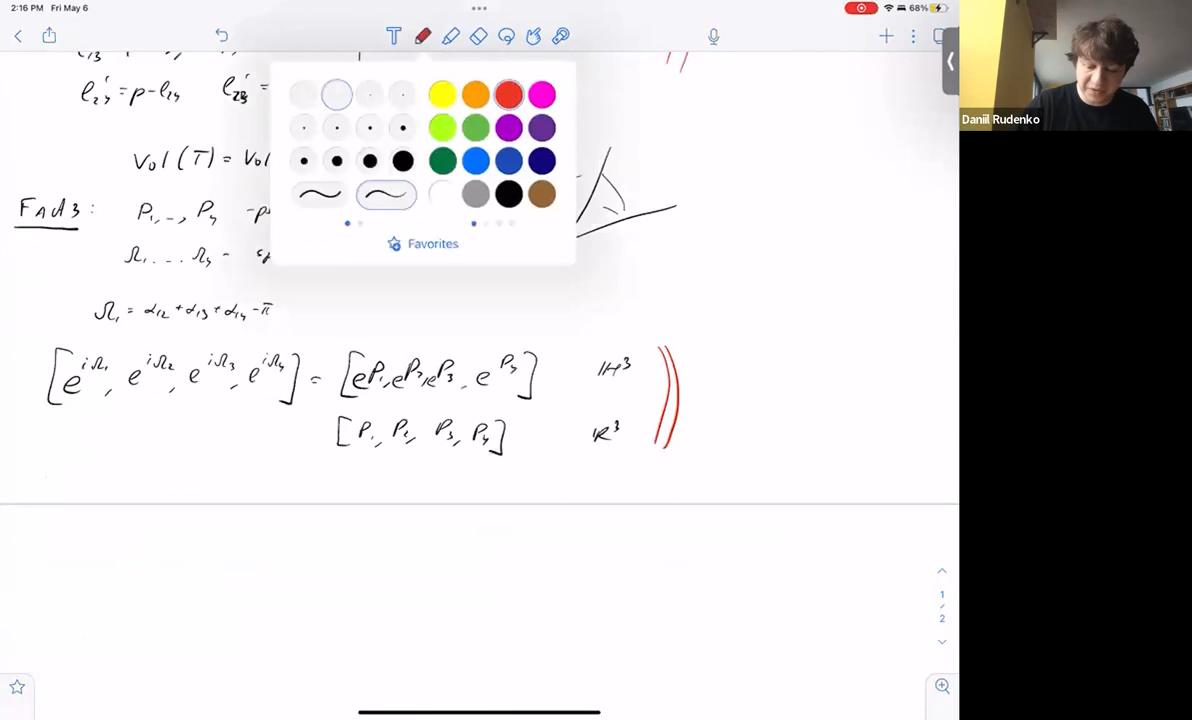 2:16 PM Fri May 6
68%
ℓ'₂₄ = p - ℓ₂₄ ℓ'₂₃ =
Vol(T) = Vol
Fact 3: P₁, .., P₄
Ω₁ ... Ω₄ -
Ω₁ = α₁₂ + α₁₃ + α₁₄ - π
[e^{iΩ₁}, e^{iΩ₂}, e^{iΩ₃}, e^{iΩ₄}] = [e^{P₁}, e^{P₂}, e^{P₃}, e^{P₄}] ℍ³
[P₁, P₂, P₃, P₄] ℝ³
Favorites
1
/
2
Daniil Rudenko